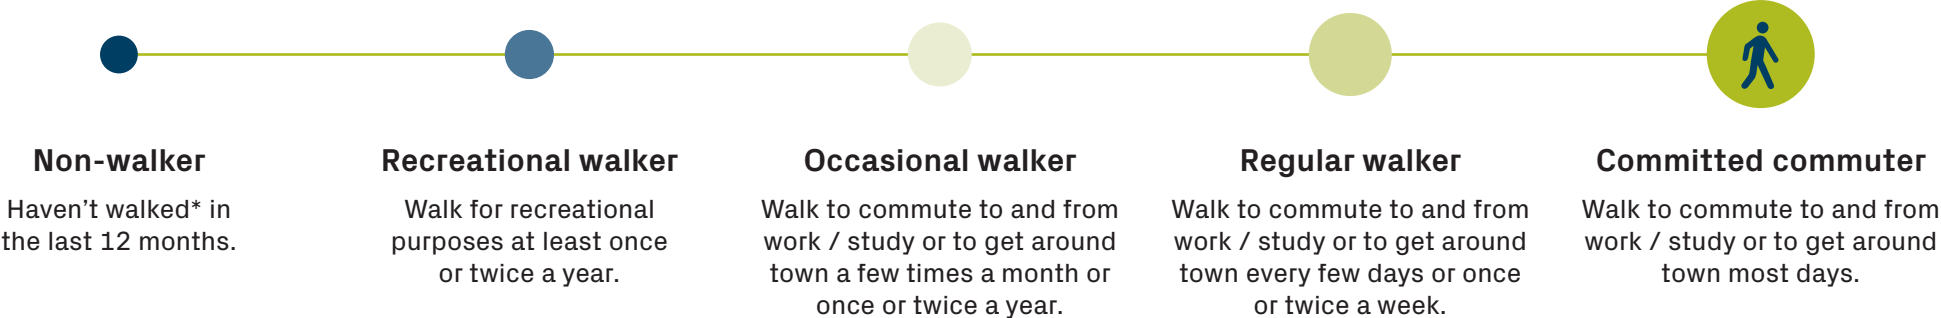 Non-walker
Haven’t walked* in
the last 12 months.
Recreational walker
Walk for recreational
purposes at least once
or twice a year.
Occasional walker
Walk to commute to and from
work / study or to get around
town a few times a month or
once or twice a year.
Regular walker
Walk to commute to and from
work / study or to get around
town every few days or once
or twice a week.
Committed commuter
Walk to commute to and from
work / study or to get around
town most days.